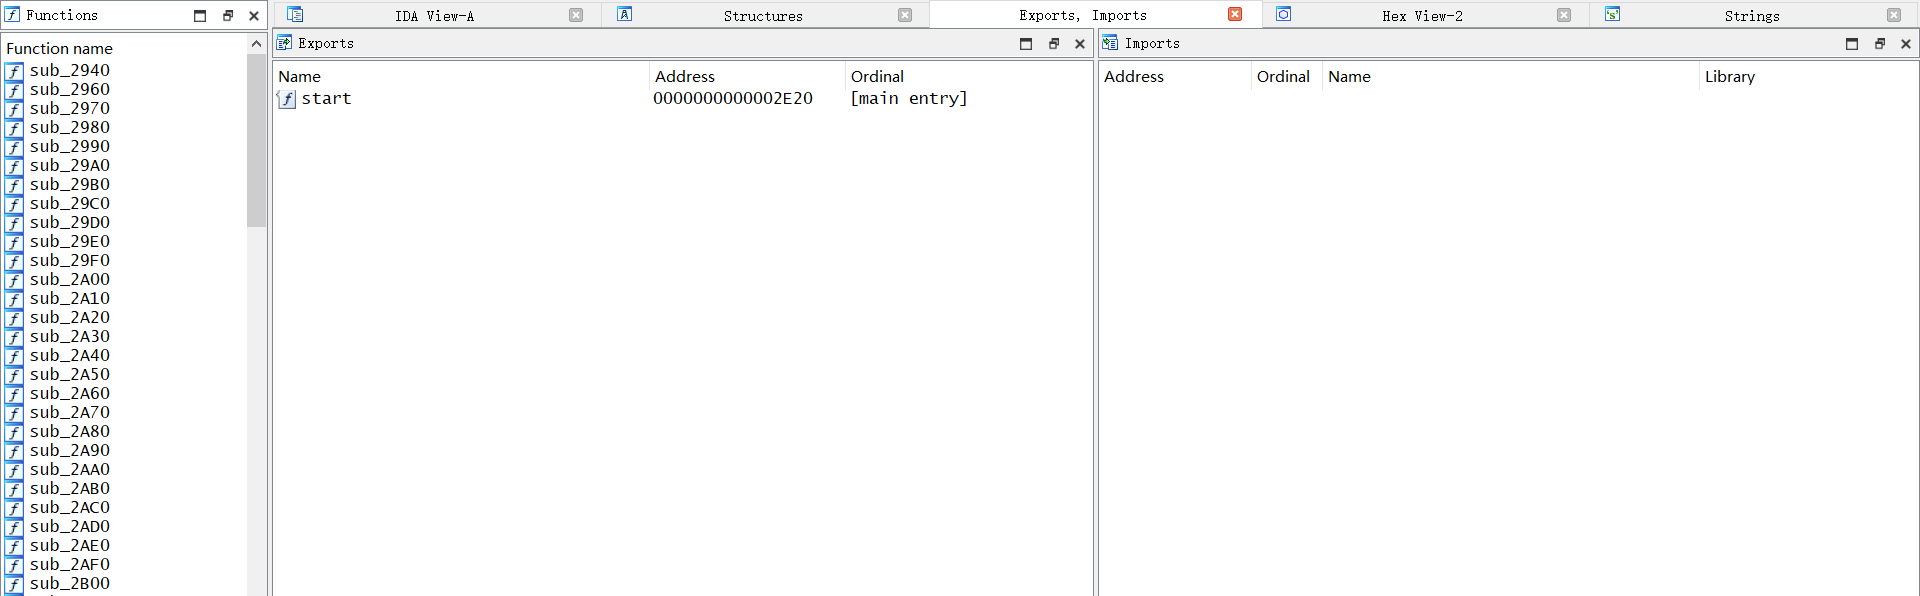 Functions
IDA View-A
Structures
Exports, Imports
Hex View-2
Strings
Function name
sub_2940
sub_2960
sub_2970
sub_2980
sub_2990
sub_29A0
sub_29B0
sub_29C0
sub_29D0
sub_29E0
sub_29F0
sub_2A00
sub_2A10
sub_2A20
sub_2A30
sub_2A40
sub_2A50
sub_2A60
sub_2A70
sub_2A80
sub_2A90
sub_2AA0
sub_2AB0
sub_2AC0
sub_2AD0
sub_2AE0
sub_2AF0
sub_2B00
Exports
Name Address Ordinal
start 0000000000002E20 [main entry]
Imports
Address Ordinal Name Library